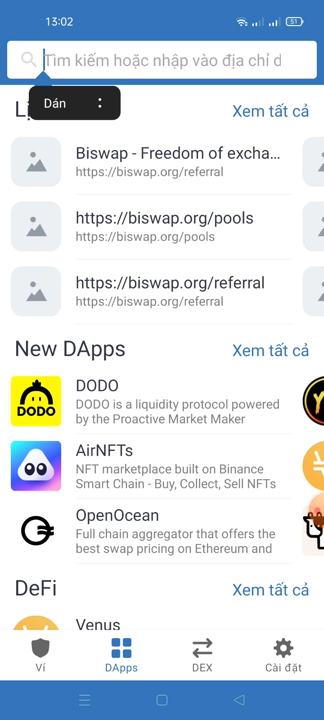 13:02
51
Tìm kiếm hoặc nhập vào địa chỉ d
Dán
Xem tất cả
Biswap - Freedom of excha...
https://biswap.org/referral
https://biswap.org/pools
https://biswap.org/pools
https://biswap.org/referral
https://biswap.org/referral
New DApps
Xem tất cả
DODO
DODO
DODO is a liquidity protocol powered
by the Proactive Market Maker
AirNFTs
NFT marketplace built on Binance
Smart Chain - Buy, Collect, Sell NFTs
OpenOcean
Full chain aggregator that offers the
best swap pricing on Ethereum and
DeFi
Xem tất cả
Venus
Ví
DApps
DEX
Cài đặt